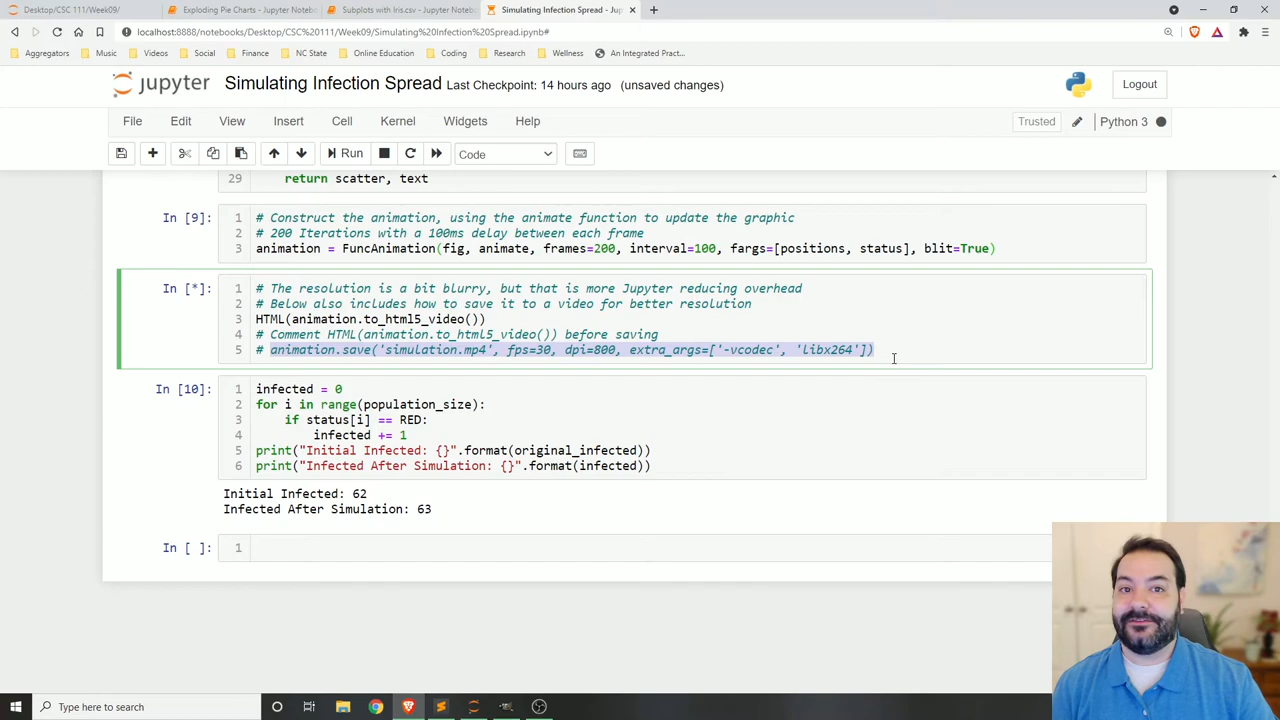 Desktop/CSC 111/Week09/
Exploding Pie Charts - Jupyter Notebo
Subplots with Iris.csv - Jupyter Note
Simulating Infection Spread - Jup
localhost:8888/notebooks/Desktop/CSC%20111/Week09/Simulating%20Infection%20Spread.ipynb#
Aggregators Music Videos Social Finance NC State Online Education Coding Research Wellness An Integrated Pract...
jupyter Simulating Infection Spread Last Checkpoint: 14 hours ago (unsaved changes) Logout
File Edit View Insert Cell Kernel Widgets Help Trusted Python 3
Run Code
29 return scatter, text
In [9]: 1 # Construct the animation, using the animate function to update the graphic
2 # 200 Iterations with a 100ms delay between each frame
3 animation = FuncAnimation(fig, animate, frames=200, interval=100, fargs=[positions, status], blit=True)
In [*]: 1 # The resolution is a bit blurry, but that is more Jupyter reducing overhead
2 # Below also includes how to save it to a video for better resolution
3 HTML(animation.to_html5_video())
4 # Comment HTML(animation.to_html5_video()) before saving
5 # animation.save('simulation.mp4', fps=30, dpi=800, extra_args=['-vcodec', 'libx264'])
In [10]: 1 infected = 0
2 for i in range(population_size):
3 if status[i] == RED:
4 infected += 1
5 print("Initial Infected: {}".format(original_infected))
6 print("Infected After Simulation: {}".format(infected))
Initial Infected: 62
Infected After Simulation: 63
In [ ]: 1
Type here to search